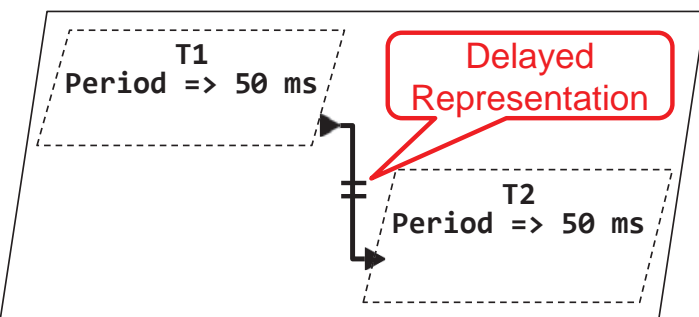 T1
Period => 50 ms
Delayed
Representation
T2
Period => 50 ms